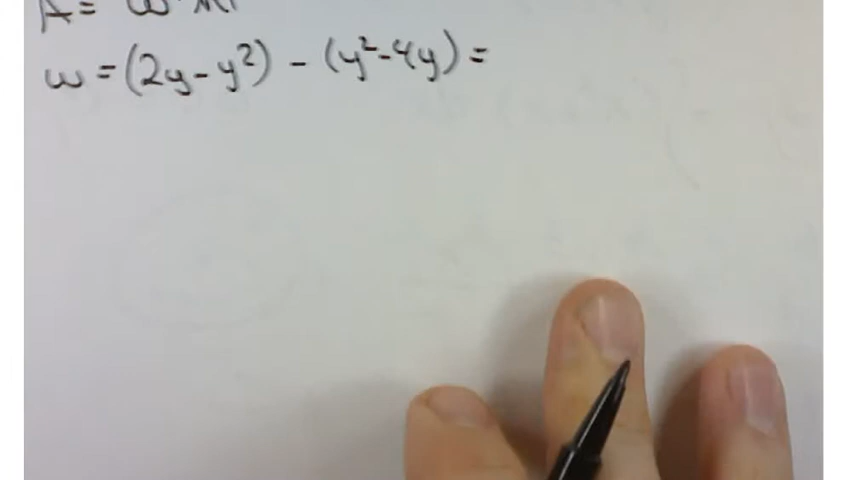 A =
w = (2y - y²) - (y² - 4y) =